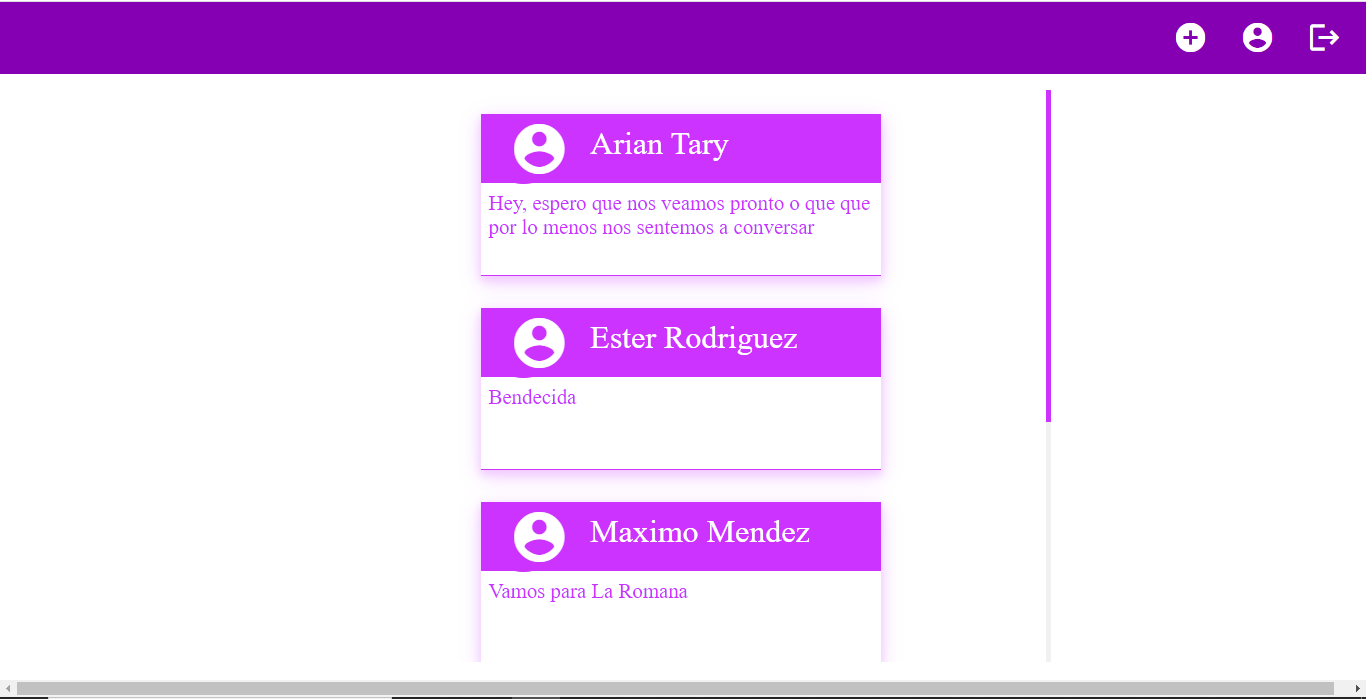 Arian Tary
Hey, espero que nos veamos pronto o que que
por lo menos nos sentemos a conversar
Ester Rodriguez
Bendecida
Maximo Mendez
Vamos para La Romana